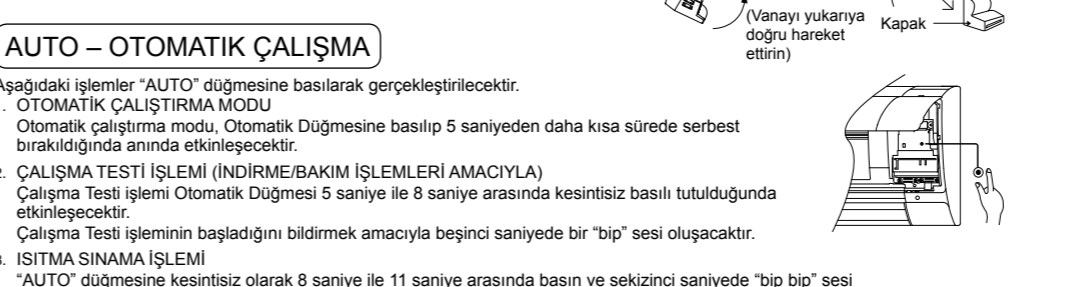 (Vanayı yukarıya
doğru hareket
ettirin)
Kapak
AUTO – OTOMATIK ÇALIŞMA
Aşağıdaki işlemler “AUTO” düğmesine basılarak gerçekleştirilecektir.
. OTOMATİK ÇALIŞTIRMA MODU
Otomatik çalıştırma modu, Otomatik Düğmesine basılıp 5 saniyeden daha kısa sürede serbest
bırakıldığında anında etkinleşecektir.
2. ÇALIŞMA TESTİ İŞLEMİ (İNDİRME/BAKIM İŞLEMLERİ AMACIYLA)
Çalışma Testi işlemi Otomatik Düğmesi 5 saniye ile 8 saniye arasında kesintisiz basılı tutulduğunda
etkinleşecektir.
Çalışma Testi işleminin başladığını bildirmek amacıyla beşinci saniyede bir “bip” sesi oluşacaktır.
3. ISITMA SINAMA İŞLEMİ
“AUTO” düğmesine kesintisiz olarak 8 saniye ile 11 saniye arasında basın ve sekizinci saniyede “bip bip” sesi